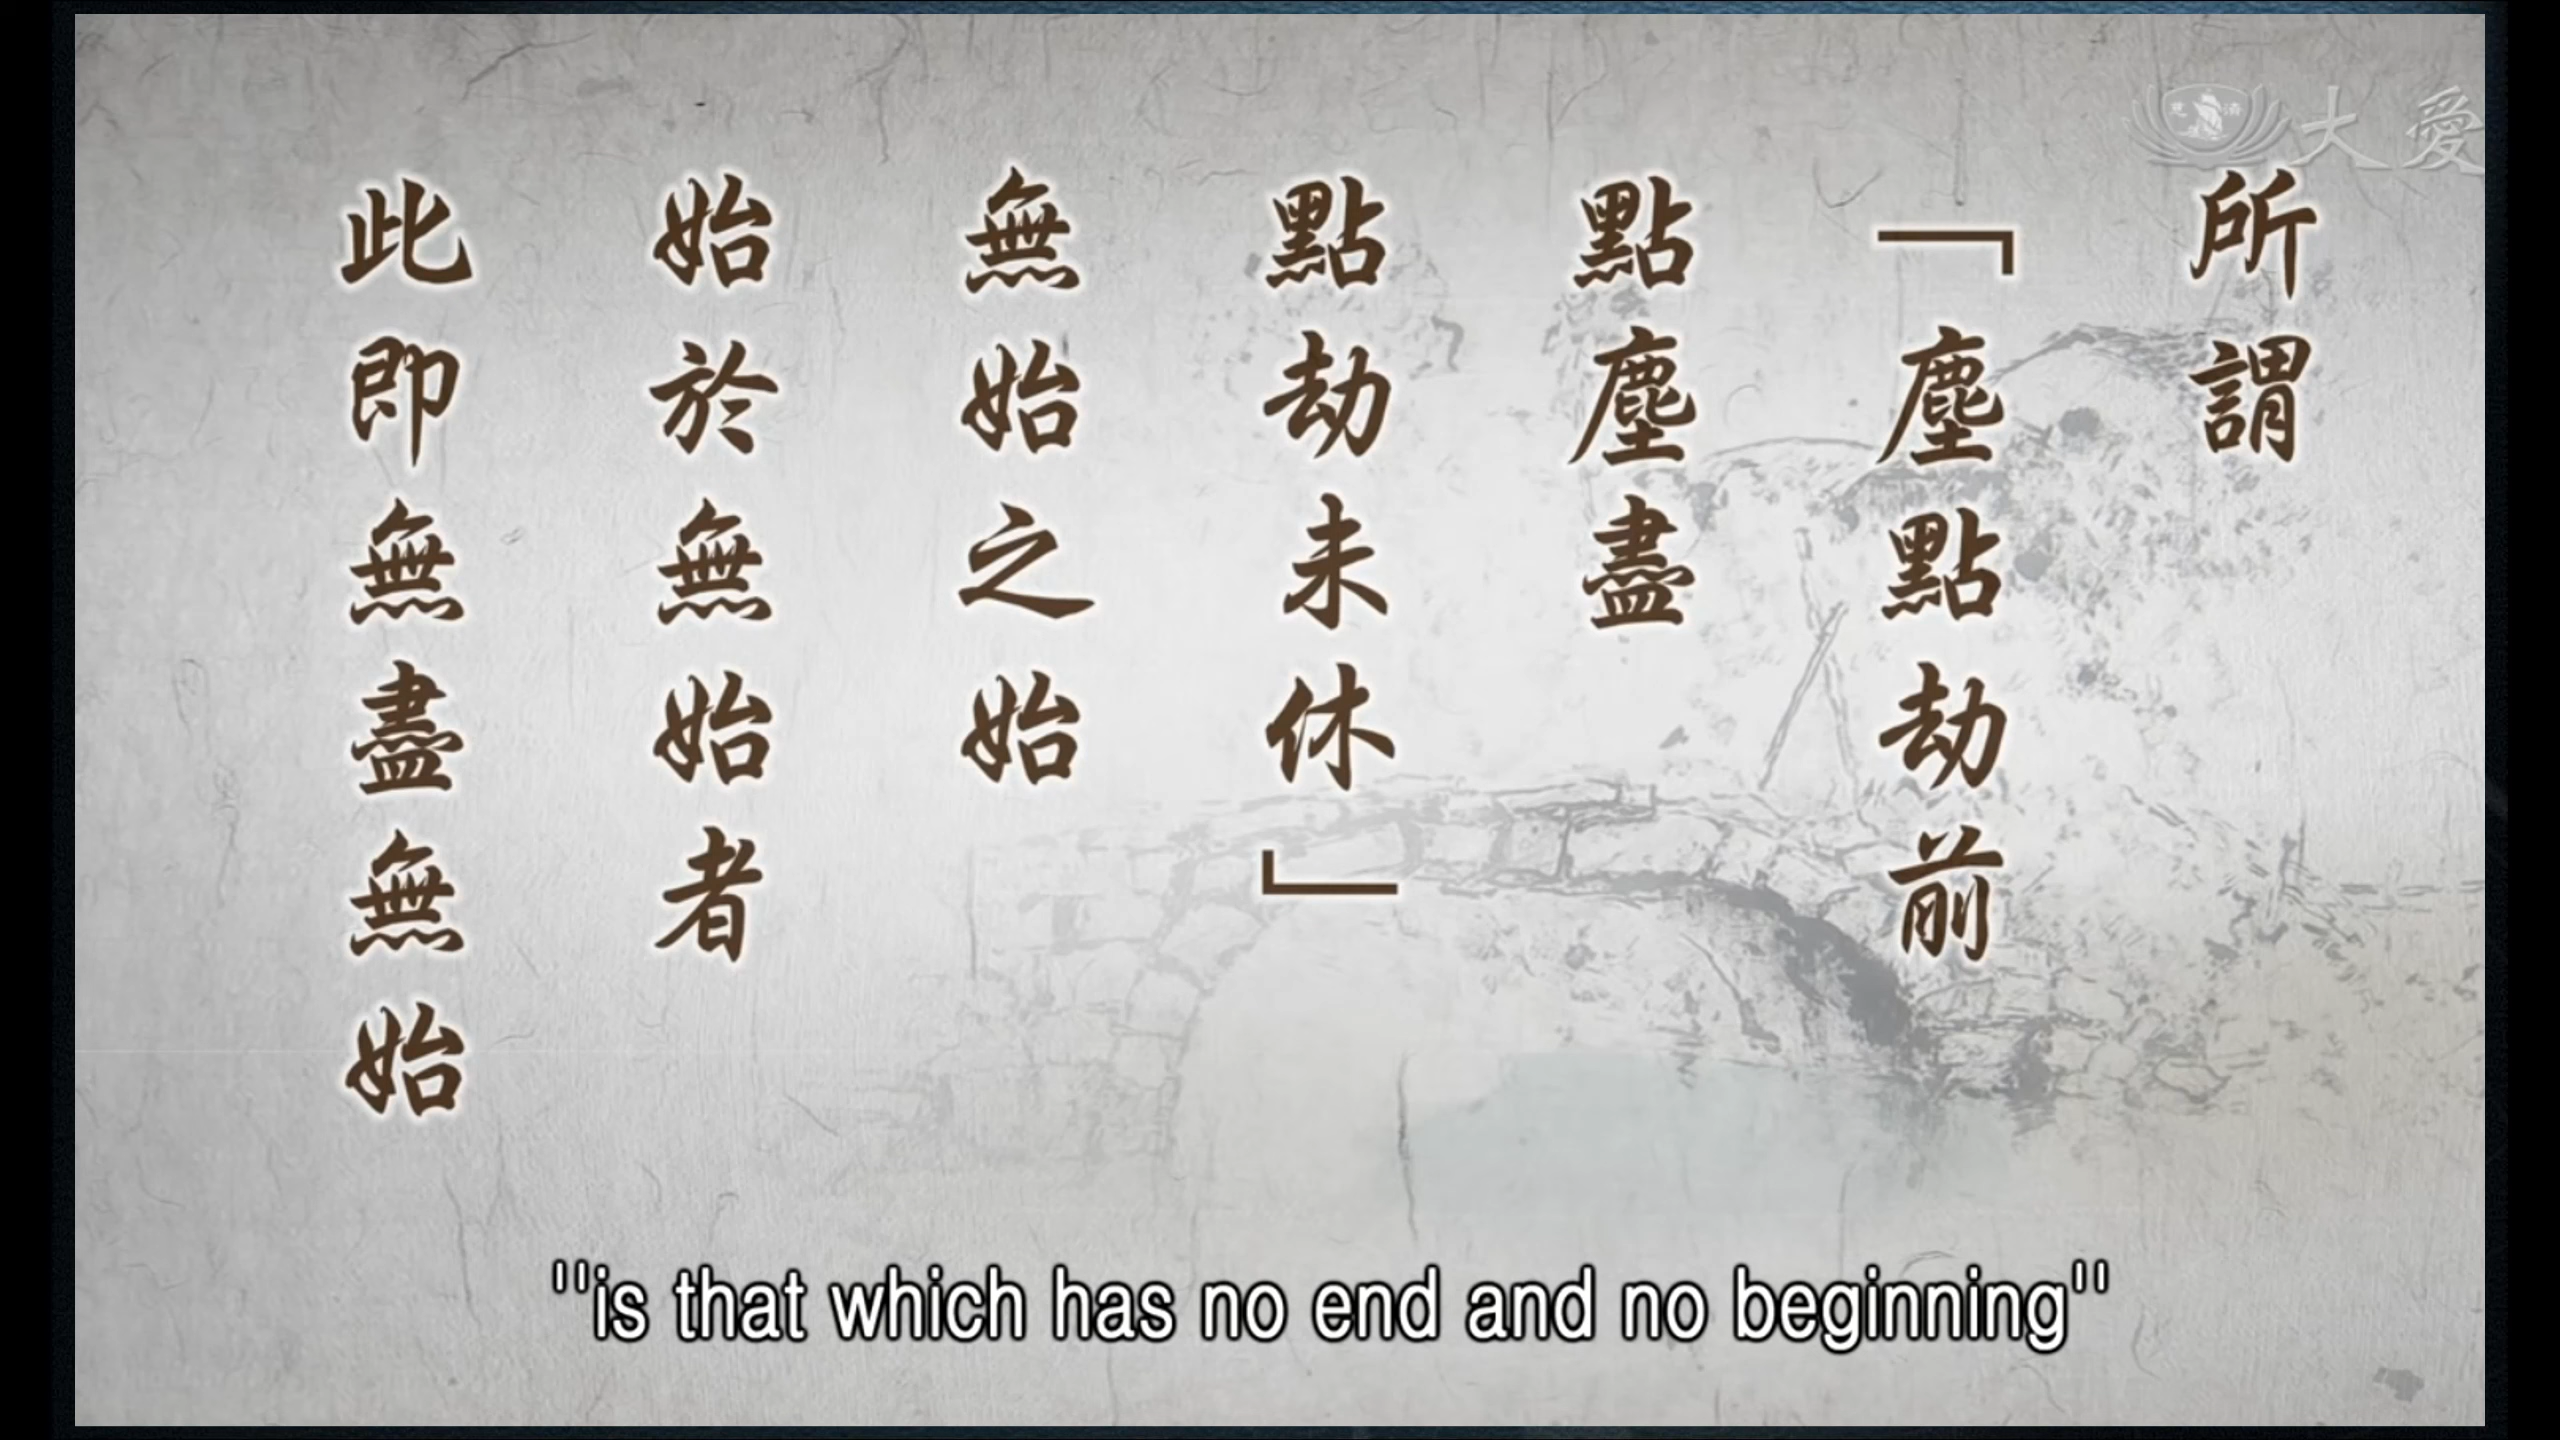 大愛
所謂
「塵點劫前
點塵盡
點劫未休」
無始之始
始於無始者
此即無盡無始
"is that which has no end and no beginning"